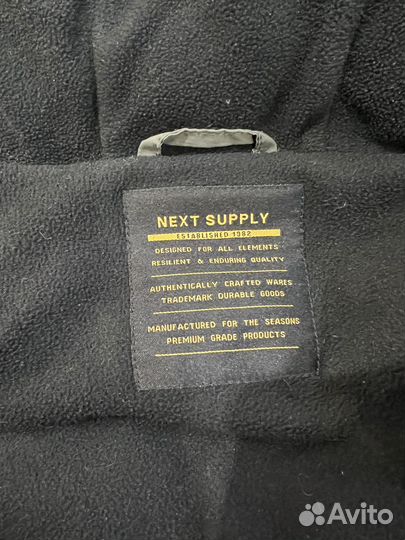 NEXT SUPPLY
ESTABLISHED 1982
DESIGNED FOR ALL ELEMENTS
RESILIENT & ENDURING QUALITY
AUTHENTICALLY CRAFTED WARES
TRADEMARK DURABLE GOODS
MANUFACTURED FOR THE SEASONS
PREMIUM GRADE PRODUCTS
Avito